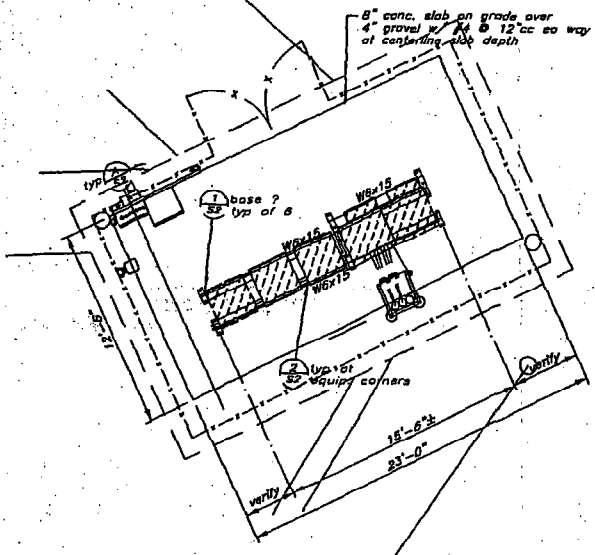 8" conc. slab on grade over
4" gravel w/ #4 @ 12"cc ea way
at centerline slab depth
x
x
typ
S2
1
S2
base ?
typ of 6
W6x15
W6x15
W6x15
12'-6"
2
S2
typ at
equip corners
verify
15'-6"±
23'-0"
verify